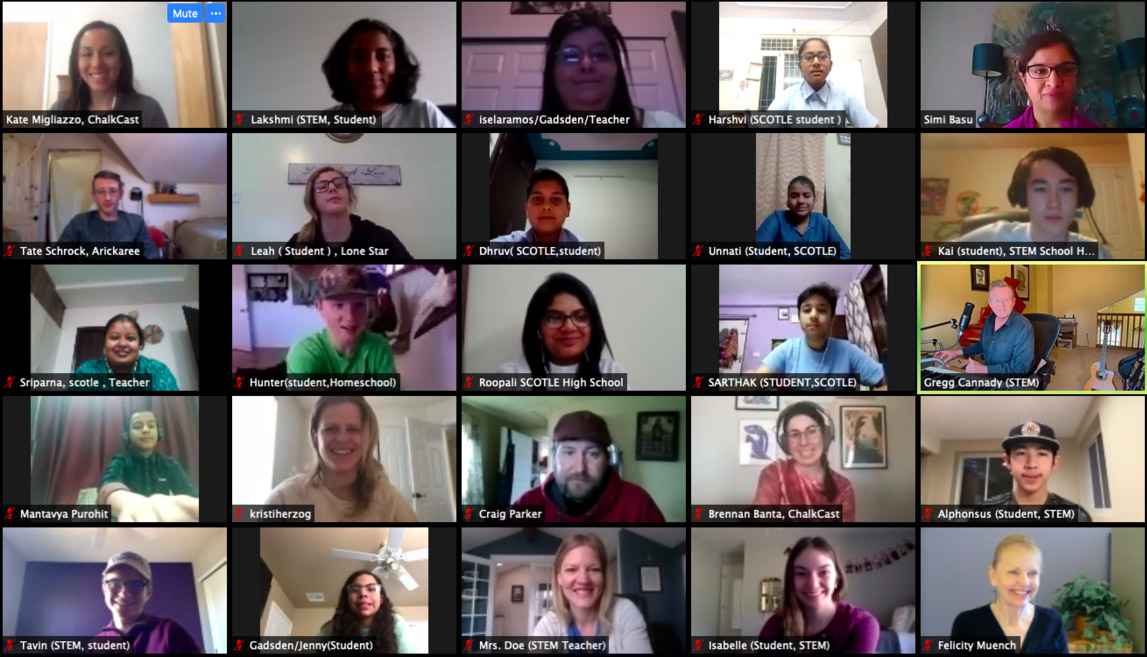 Mute ...
Kate Migliazzo, ChalkCast
Lakshmi (STEM, Student)
iselaramos/Gadsden/Teacher
Harshvi (SCOTLE student )
Simi Basu
Tate Schrock, Arickaree
Leah ( Student ) , Lone Star
Dhruv( SCOTLE,student)
Unnati (Student, SCOTLE)
Kai (student), STEM School H...
Sriparna, scotle , Teacher
Hunter(student,Homeschool)
Roopali SCOTLE High School
SARTHAK (STUDENT,SCOTLE)
Gregg Cannady (STEM)
Mantavya Purohit
kristiherzog
Craig Parker
Brennan Banta, ChalkCast
Alphonsus (Student, STEM)
Tavin (STEM, student)
Gadsden/Jenny(Student)
Mrs. Doe (STEM Teacher)
Isabelle (Student, STEM)
Felicity Muench